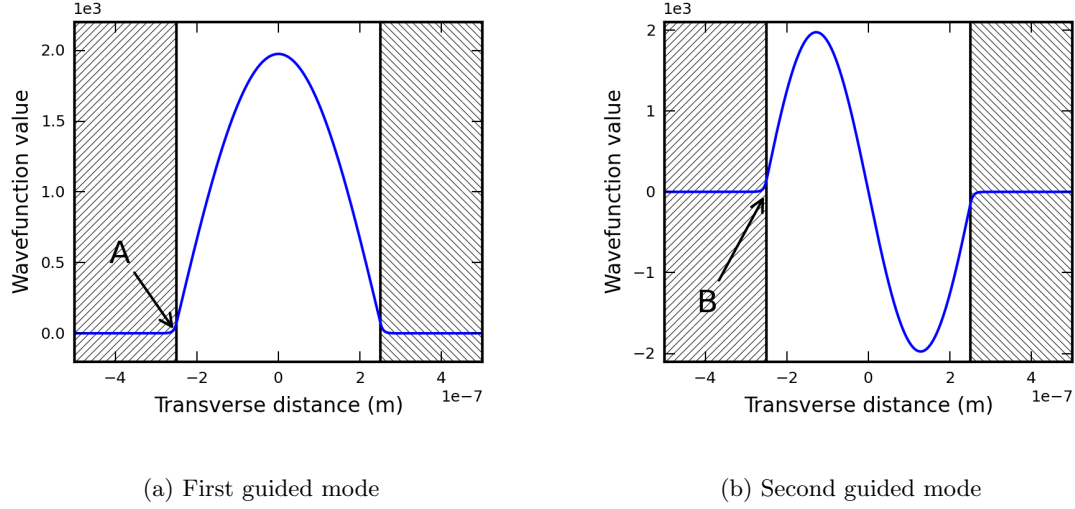 1e3
2.0
1.5
1.0
0.5
0.0
Wavefunction value
A
−4 −2 0 2 4
1e−7
Transverse distance (m)
(a) First guided mode
1e3
2
1
0
−1
−2
Wavefunction value
B
−4 −2 0 2 4
1e−7
Transverse distance (m)
(b) Second guided mode